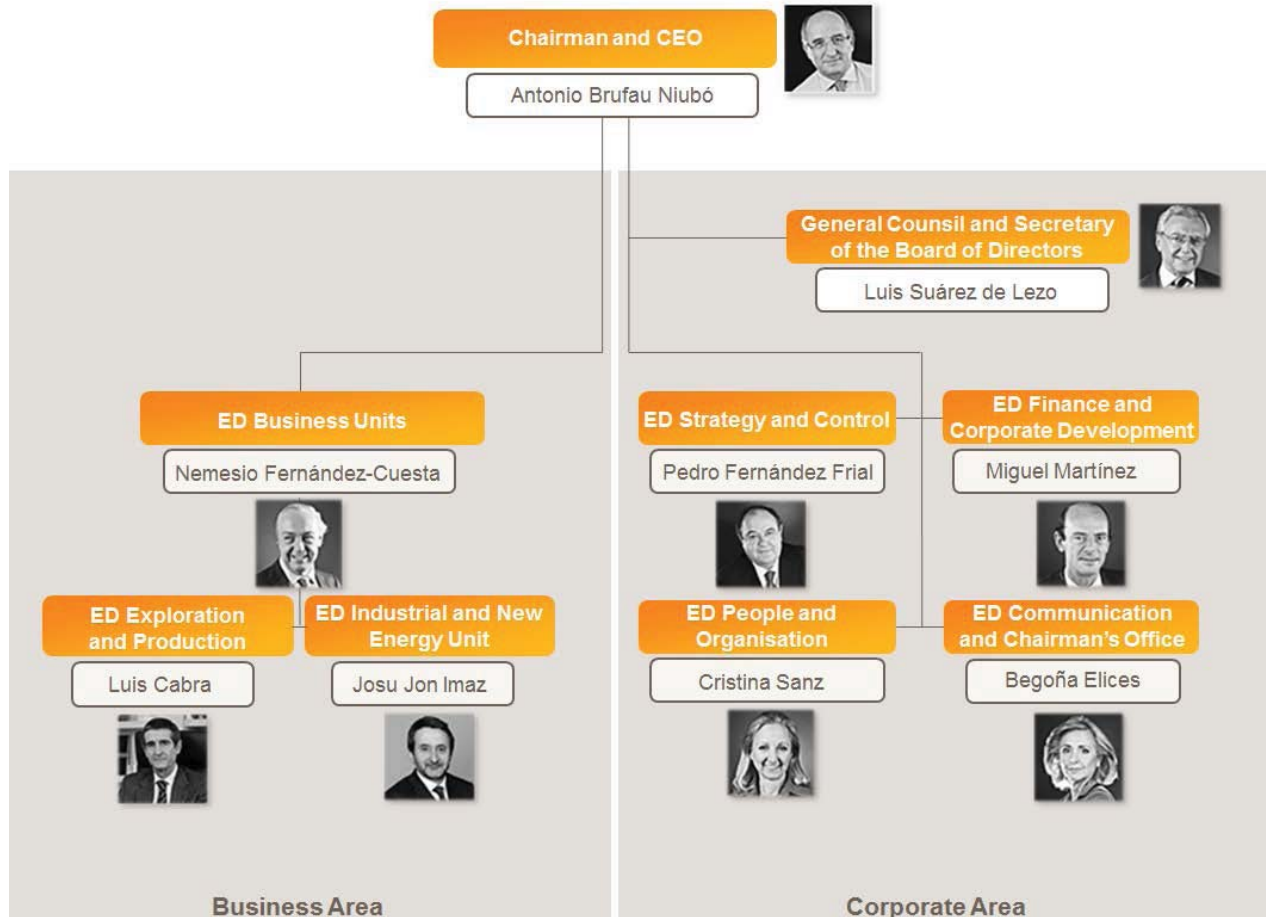 Chairman and CEO
Antonio Brufau Niubó
General Counsil and Secretary
of the Board of Directors
Luis Suárez de Lezo
ED Business Units
Nemesio Fernández-Cuesta
ED Exploration
and Production
Luis Cabra
ED Industrial and New
Energy Unit
Josu Jon Imaz
Business Area
ED Strategy and Control
Pedro Fernández Frial
ED Finance and
Corporate Development
Miguel Martínez
ED People and
Organisation
Cristina Sanz
ED Communication
and Chairman's Office
Begoña Elices
Corporate Area